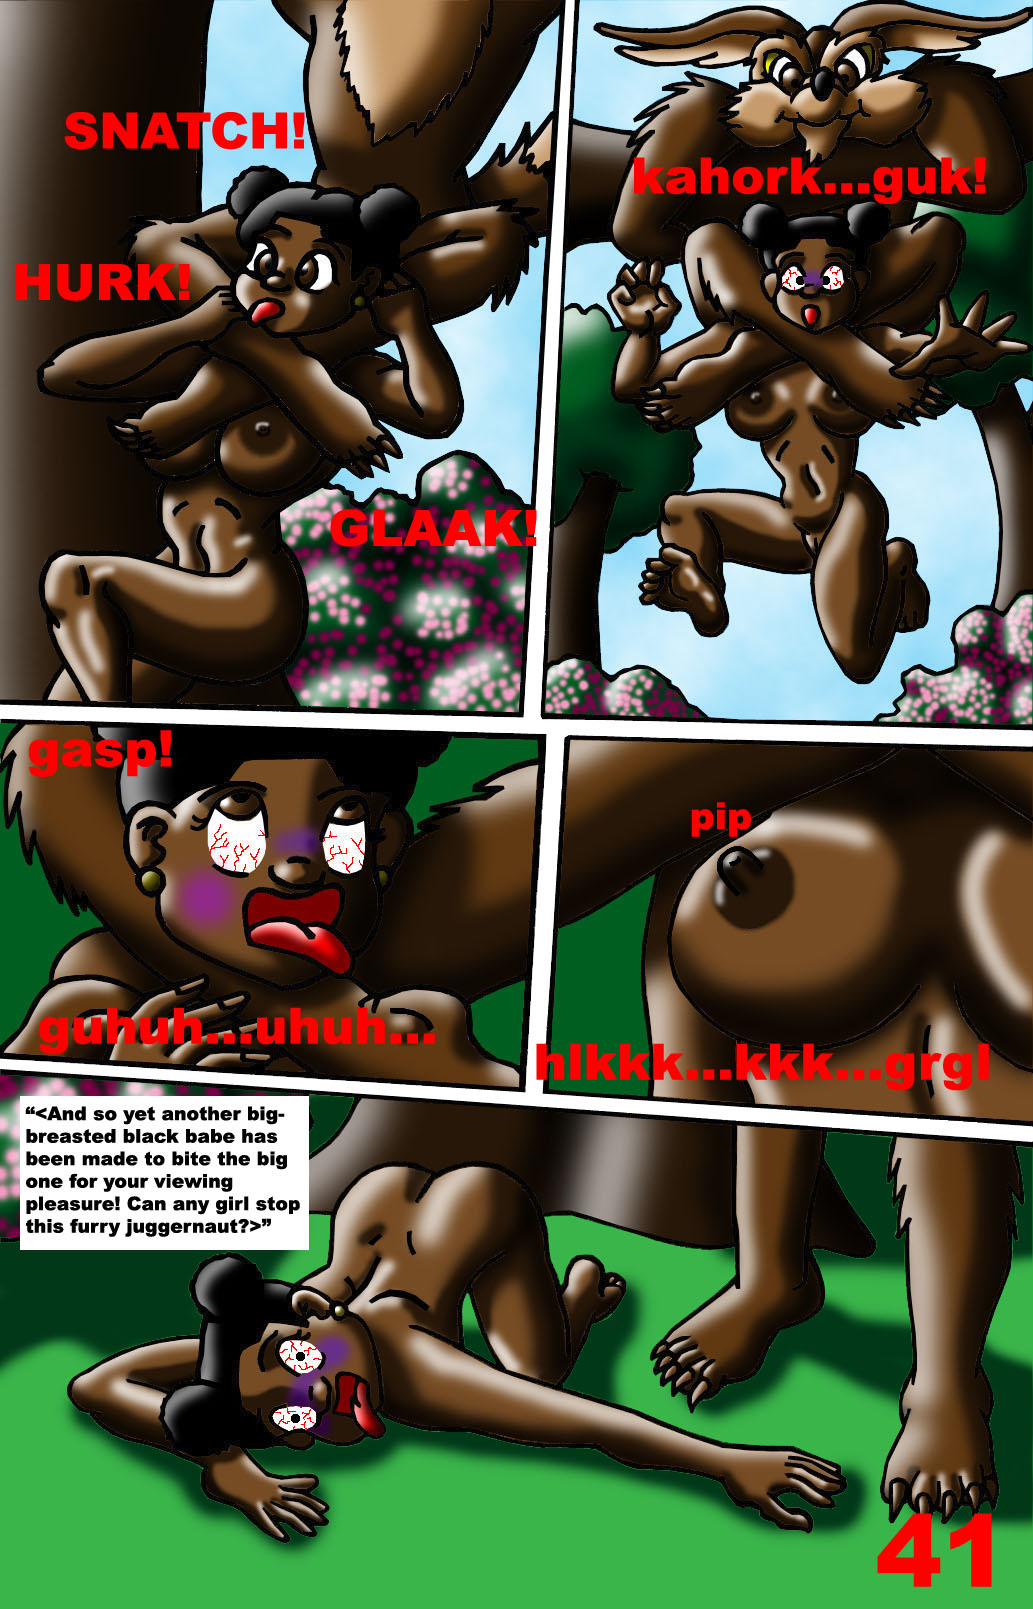 SNATCH!
HURK!
GLAAK!
kahork...guk!
gasp!
guhuh...uhuh...
pip
hlkkk...kkk...grgl
“<And so yet another big-
breasted black babe has
been made to bite the big
one for your viewing
pleasure! Can any girl stop
this furry juggernaut?>”
41